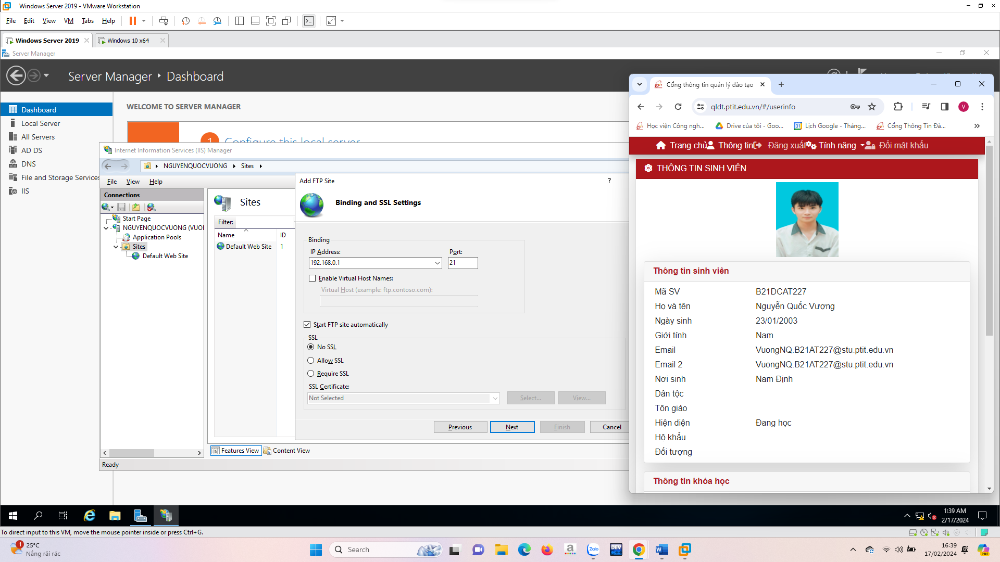 Windows Server 2019 - VMware Workstation
File Edit View VM Tabs Help
Windows Server 2019
Windows 10 x64
Server Manager
Server Manager • Dashboard
Dashboard
Local Server
All Servers
AD DS
DNS
File and Storage Services
IIS
WELCOME TO SERVER MANAGER
1 Configure this local server
Internet Information Services (IIS) Manager
NGUYENQUOCVUONG Sites
File View Help
Connections
Start Page
NGUYENQUOCVUONG (VUO
Application Pools
Sites
Default Web Site
Sites
Filter:
Name ID
Default Web Site 1
Features View Content View
Ready
Add FTP Site ?
Binding and SSL Settings
Binding
IP Address: Port:
192.168.0.1 21
Enable Virtual Host Names:
Virtual Host (example: ftp.contoso.com):
Start FTP site automatically
SSL
No SSL
Allow SSL
Require SSL
SSL Certificate:
Not Selected Select... View...
Previous Next Finish Cancel
Cổng thông tin quản lý đào tạo
qldt.ptit.edu.vn/#/userinfo
V
Học viện Công ngh... Drive của tôi - Goo... 31 Lịch Google - Tháng... Cổng Thông Tin Đà... »
Trang chủ Thông tin Đăng xuất Tính năng Đổi mật khẩu
THÔNG TIN SINH VIÊN
Thông tin sinh viên
Mã SV B21DCAT227
Họ và tên Nguyễn Quốc Vượng
Ngày sinh 23/01/2003
Giới tính Nam
Email VuongNQ.B21AT227@stu.ptit.edu.vn
Email 2 VuongNQ.B21AT227@stu.ptit.edu.vn
Nơi sinh Nam Định
Dân tộc
Tôn giáo
Hiện diện Đang học
Hộ khẩu
Đối tượng
Thông tin khóa học
1:39 AM
2/17/2024
To direct input to this VM, move the mouse pointer inside or press Ctrl+G.
1
25°C
Nắng rải rác
Search
a
Zalo
DEV
W
16:39
17/02/2024
PRE